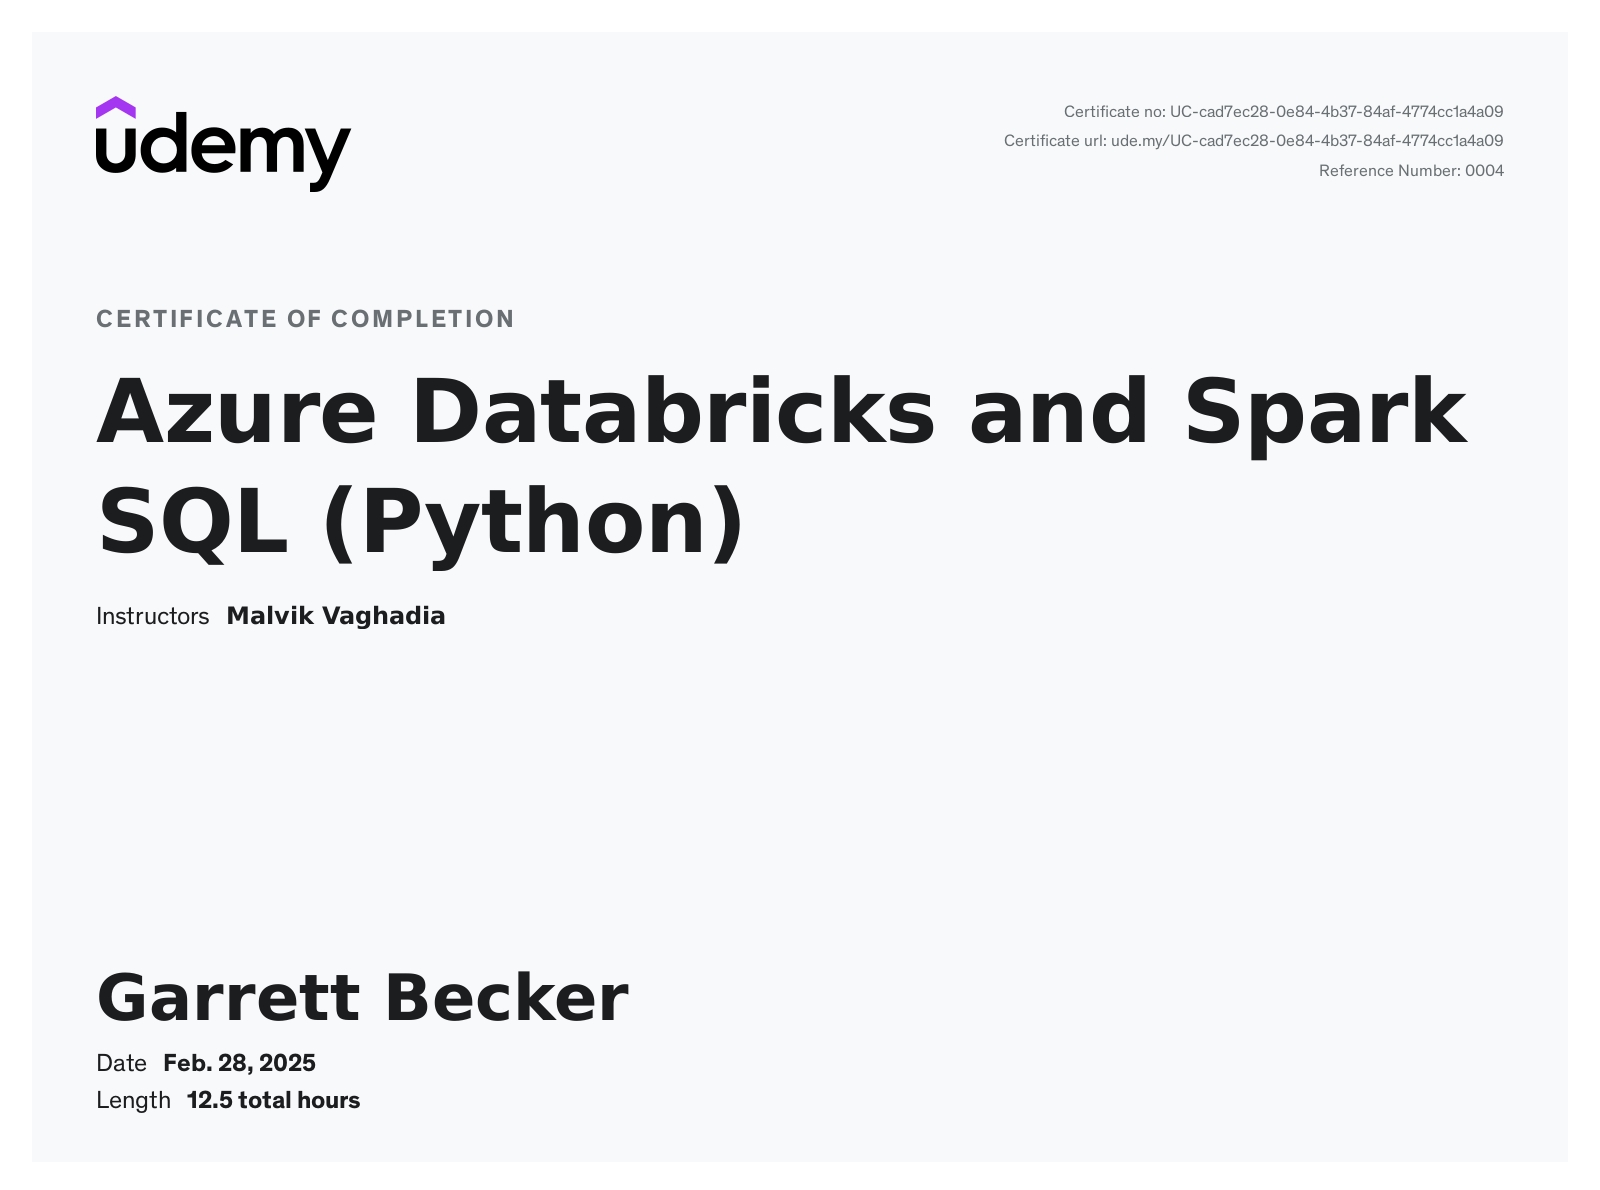 udemy
Certificate no: UC-cad7ec28-0e84-4b37-84af-4774cc1a4a09
Certificate url: ude.my/UC-cad7ec28-0e84-4b37-84af-4774cc1a4a09
Reference Number: 0004
CERTIFICATE OF COMPLETION
Azure Databricks and Spark
SQL (Python)
Instructors Malvik Vaghadia
Garrett Becker
Date Feb. 28, 2025
Length 12.5 total hours